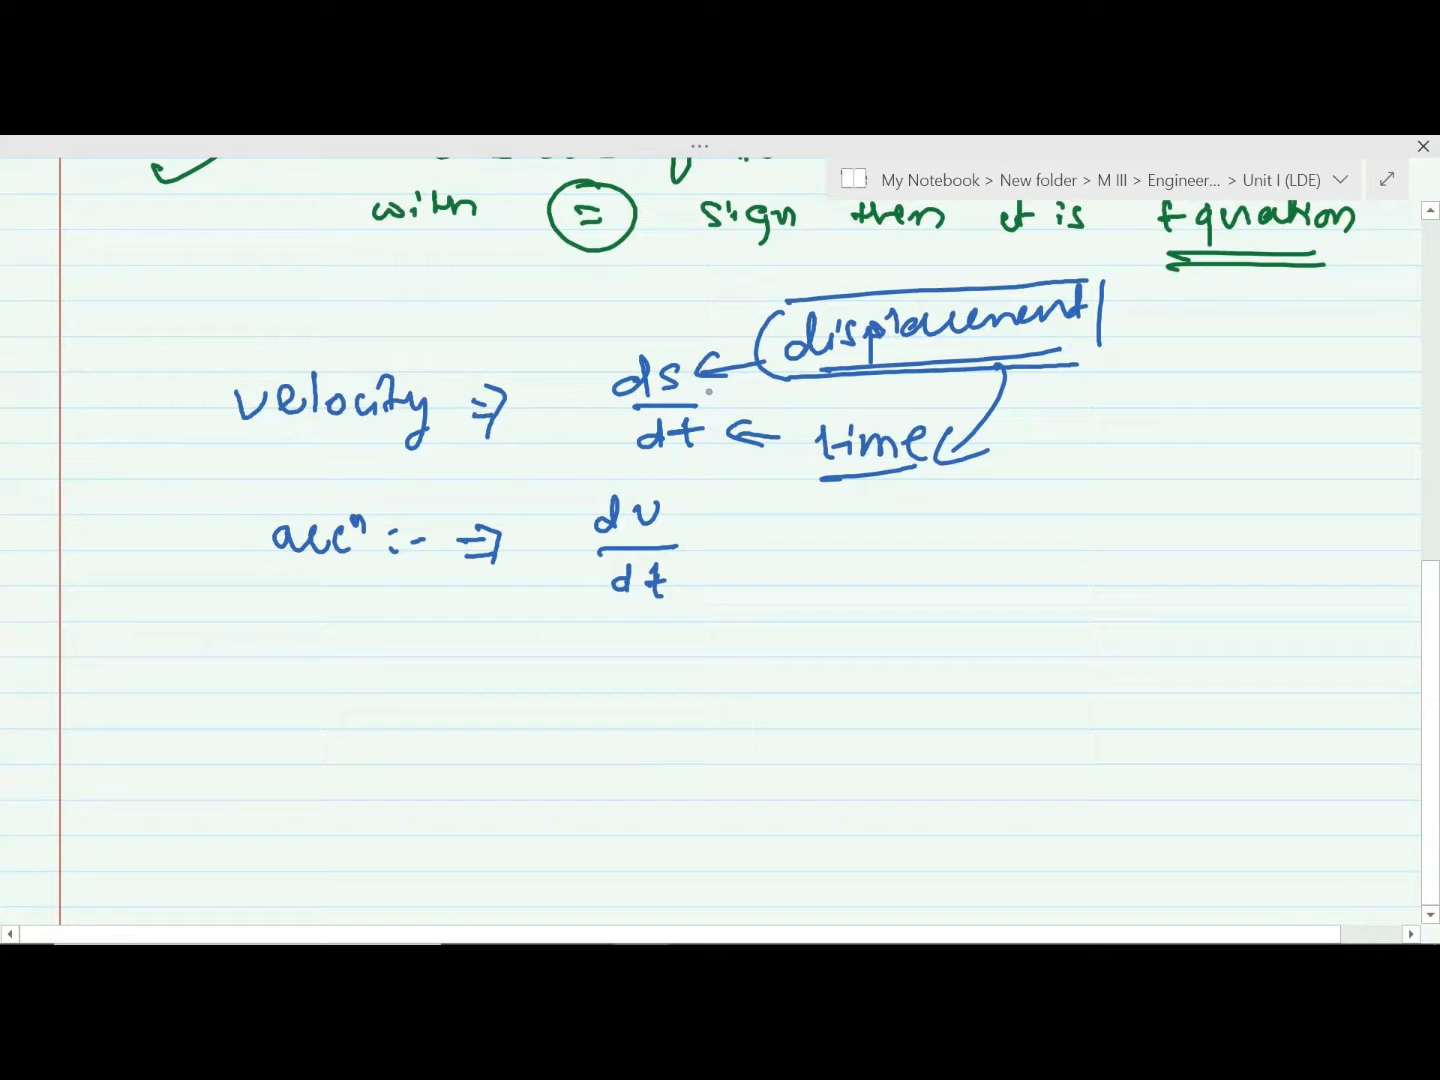 My Notebook > New folder > M III > Engineer... > Unit I (LDE)
with = sign then it is Equation
displacement
velocity ⇒ ds/dt ← time
accⁿ :- ⇒ dv/dt